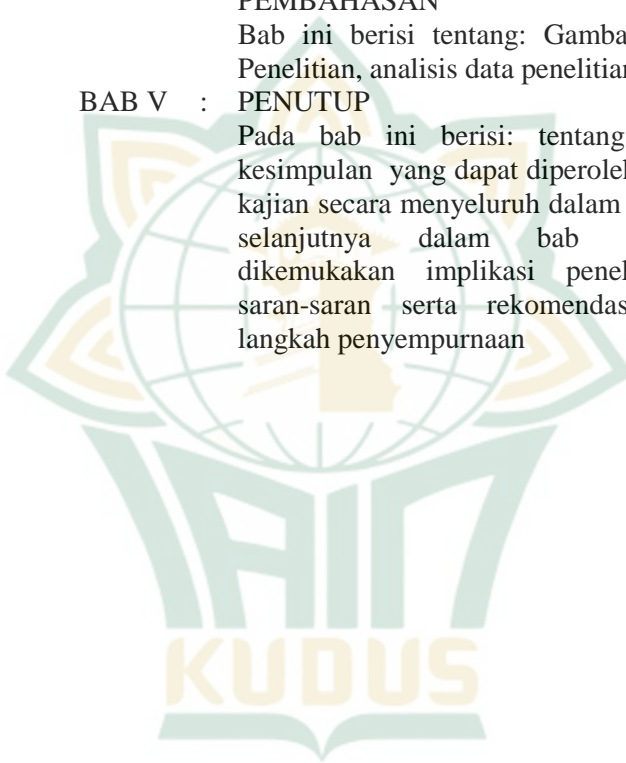 PEMBAHASAN
Bab ini berisi tentang: Gamba
Penelitian, analisis data penelitian
BAB V : PENUTUP
Pada bab ini berisi: tentang
kesimpulan yang dapat diperoleh
kajian secara menyeluruh dalam
selanjutnya dalam bab
dikemukakan implikasi penel
saran-saran serta rekomendas
langkah penyempurnaan
IAIN
KUDUS